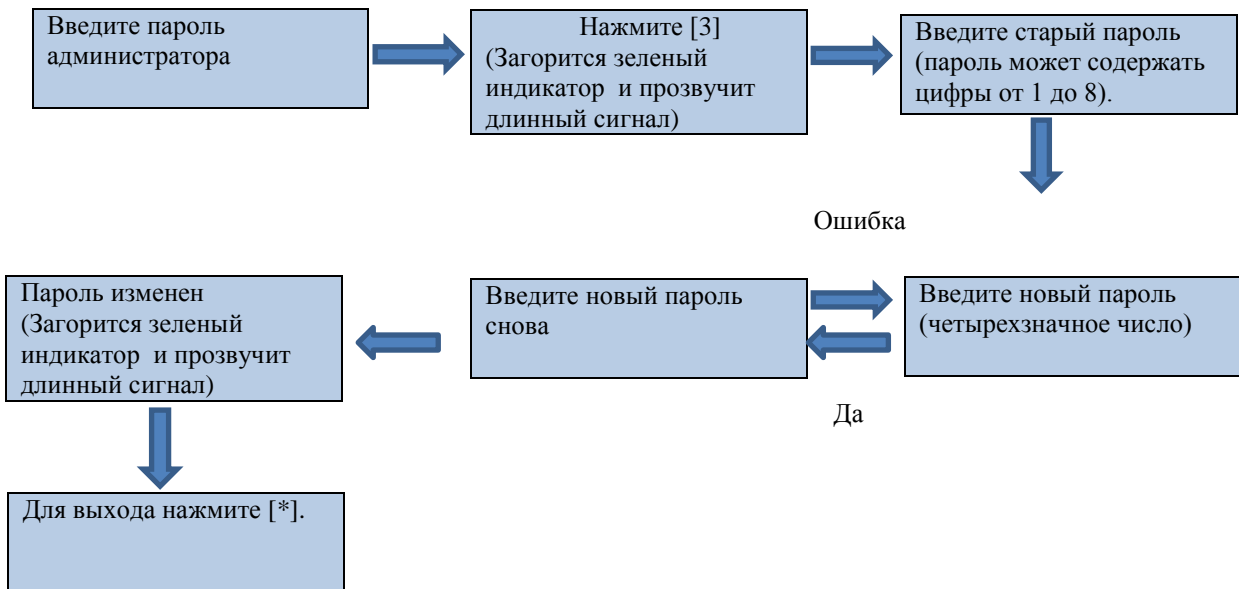 Введите пароль
администратора
Нажмите [3]
(Загорится зеленый
индикатор и прозвучит
длинный сигнал)
Введите старый пароль
(пароль может содержать
цифры от 1 до 8).
Ошибка
Пароль изменен
(Загорится зеленый
индикатор и прозвучит
длинный сигнал)
Введите новый пароль
снова
Введите новый пароль
(четырехзначное число)
Да
Для выхода нажмите [*].